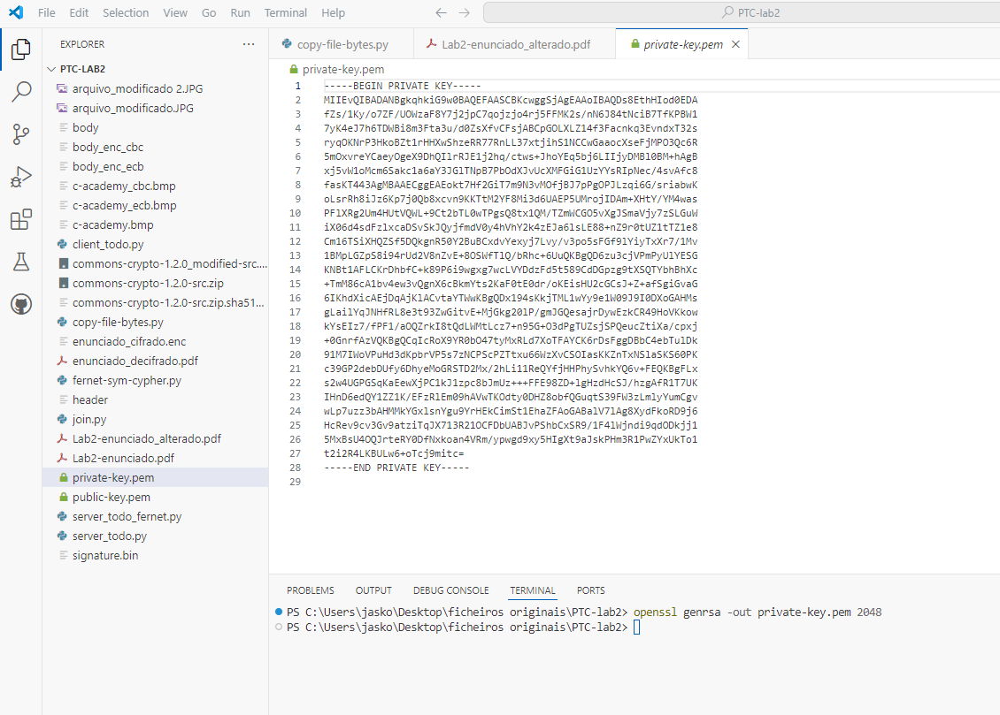 File Edit Selection View Go Run Terminal Help
PTC-lab2
EXPLORER
PTC-LAB2
arquivo_modificado 2.JPG
arquivo_modificado.JPG
body
body_enc_cbc
body_enc_ecb
c-academy_cbc.bmp
c-academy_ecb.bmp
c-academy.bmp
client_todo.py
commons-crypto-1.2.0_modified-src....
commons-crypto-1.2.0-src.zip
commons-crypto-1.2.0-src.zip.sha51...
copy-file-bytes.py
enunciado_cifrado.enc
enunciado_decifrado.pdf
fernet-sym-cypher.py
header
join.py
Lab2-enunciado_alterado.pdf
Lab2-enunciado.pdf
private-key.pem
public-key.pem
server_todo_fernet.py
server_todo.py
signature.bin
copy-file-bytes.py Lab2-enunciado_alterado.pdf private-key.pem
private-key.pem
1 -----BEGIN PRIVATE KEY-----
2 MIIEvQIBADANBgkqhkiG9w0BAQEFAASCBKcwggSjAgEAAoIBAQDs8EthHIod0EDA
3 fZs/1Ky/o7ZF/UOWzaF8Y7j2jpC7qojzjo4rj5FFMK2s/nN6J84tNciB7TfKPBW1
4 7yK4eJ7h6TDWBi8m3Fta3u/d0ZsXfvCFsjABCpGOLXLZ14f3Facnkq3EvndxT32s
5 ryqOKNrP3HkoBZt1rHHXwShzeRR77RnLL37xtjihS1NCCwGaaocXseFjMPO3Qc6R
6 5mOxvreYCaeyOgeX9DhQIlrRJE1j2hq/ctws+JhoYEq5bj6LIIjyDMBl0BM+hAgB
7 xj5vW1oMcm6Sakc1a6aY3JGlTNpB7PbOdXJvUcXMFGiG1UzYYsRIpNec/4svAfc8
8 fasKT443AgMBAAECggEAEokt7Hf2GiT7m9N3vMOfjBJ7pPgOPJLzqi6G/sriabwK
9 oLsrRh8iJz6Kp7j0Qb8xcvn9KKTtM2YF8Mi3d6UAEP5UMrojIDAm+XHtY/YM4was
10 PFlXRg2Um4HUtVQWL+9Ct2bTL0wTPgsQ8tx1QM/TZmWCGO5vXgJSmaVjy7zSLGuW
11 iX06d4sdFzlxcaDSvSkJQyjfmdV0y4hVhY2k4zEJa6lsLE88+nZ9r0tUZ1tTZ1e8
12 Cm16TSiXHQZSf5DQkgnR50Y2BuBCxdvYexyj7Lvy/v3po5sFGf9lYiyTxXr7/1Mv
13 1BMpLGZpS8i94rUd2V8nZvE+8OSWfTlQ/bRhc+6UuQKBgQD6zu3cjVPmPyUlYESG
14 KNBt1AFLCKrDhbfC+k89P6i9wgxg7wcLVYDdzFd5t589CdGpzg9tXSQTYbhBhXc
15 +TmM86cA1bv4ew3vQgnX6cBkmYts2KaF0tE0dr/oKEisHU2cGCsJ+Z+afSgiGvaG
16 6IKhdXicAEjDqAjKlACvtaYTWwKBgQDx194sKkjTML1wYy9e1W09J9I0DXoGAHMs
17 gLailYqJNHfRL8e3t93ZwGitvE+MjGkg20lP/gmJGQesajrDywEzkCR49HoVKkow
18 kYsEIz7/fPF1/aOQZrkI8tQdLWMtLcz7+n95G+O3dPgTUZsjSPQeucZtiXa/cpxj
19 +0GnrfAzVQKBgQCqIcRoX9YR0bO47tyMxRLd7XoTFAYCK6rDsFggDBbC4ebTulDk
20 91M7IWoVPuHd3dKpbrVP5s7zNCPScPZTtxu66WzXvCSOIasKKZnTxNSlaSKS60PK
21 c39GP2debDUfy6DhyeMoGRSTD2Mx/2hLi11ReQYfjHHPhySvhkYQ6v+FEQKBgFLx
22 s2w4UGPGSqKaEewXjPC1kJ1zpc8bJmUz+++FFE98ZD+lgHzdHcSJ/hzgAfR1T7UK
23 IHnD6edQY1ZZ1K/EFzRlEm09hAVwTKOdty0DHZ8obfQGuqtS39FW3zLmlyYumCgv
24 wLp7uzz3bAHMMkYGxlsnYgu9YrHEkCimSt1EhaZFAoGABalV7lAg8XydFkoRD9j6
25 HcRev9cv3Gv9atziTqJX7l3R21OCFDbUABJvPShbCxSR9/1F4lWjndi9qdODkjj1
26 5MxBsU4OQJrteRY0DfNxkoan4VRm/ypwgd9xy5HIgXt9aJskPHm3R1PwZYxUkTo1
27 t2i2R4LKBULw6+oTcj9mitc=
28 -----END PRIVATE KEY-----
29
PROBLEMS OUTPUT DEBUG CONSOLE TERMINAL PORTS
PS C:\Users\jasko\Desktop\ficheiros originais\PTC-lab2> openssl genrsa -out private-key.pem 2048
PS C:\Users\jasko\Desktop\ficheiros originais\PTC-lab2>